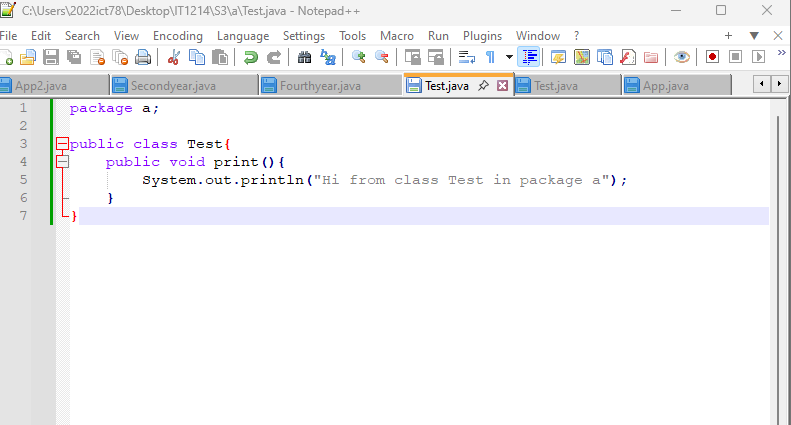 C:\Users\2022ict78\Desktop\IT1214\S3\a\Test.java - Notepad++
File Edit Search View Encoding Language Settings Tools Macro Run Plugins Window ?
App2.java Secondyear.java Fourthyear.java Test.java Test.java App.java
1 package a;
2
3 public class Test{
4 public void print(){
5 System.out.println("Hi from class Test in package a");
6 }
7 }